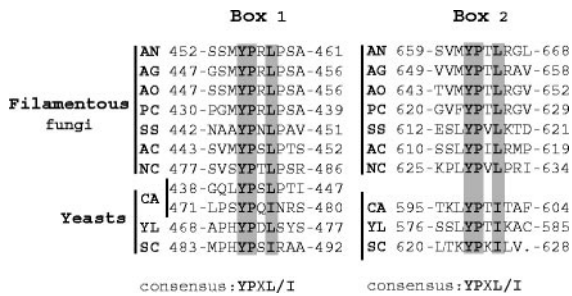 Box 1 Box 2
AN 452-SSMYPRLPSA-461 AN 659-SVMYPTLRGL-668
AG 447-GSMYPRLPSA-456 AG 649-VVMYPTLRAV-658
AO 447-GSMYPRLPSA-456 AO 643-TVMYPTLRGV-652
Filamentous PC 430-PGMYPRLPSA-439 PC 620-GVFYPTLRGV-629
fungi SS 442-NAAYPNLPAV-451 SS 612-ESLYPVLKTD-621
AC 443-SVMYPSLPTS-452 AC 610-SSLYPILRMP-619
NC 477-SVSYPTLPSR-486 NC 625-KPLYPVLPRI-634
CA 438-GQLYPSLPTI-447
471-LPSYPQINRS-480 CA 595-TKLYPTITAF-604
Yeasts YL 468-APHYPDLSYS-477 YL 576-SSLYPTIKAC-585
SC 483-MPHYPSIRAA-492 SC 620-LTKYPKILV.-628
consensus:YPXL/I consensus:YPXL/I